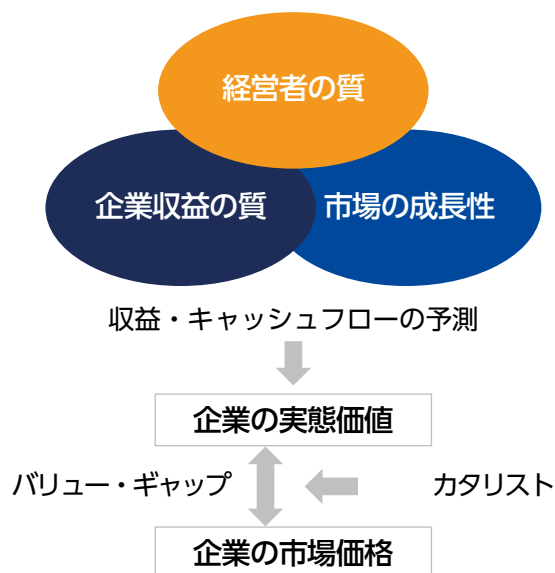 経営者の質
企業収益の質
市場の成長性
収益・キャッシュフローの予測
企業の実態価値
バリュー・ギャップ
カタリスト
企業の市場価格